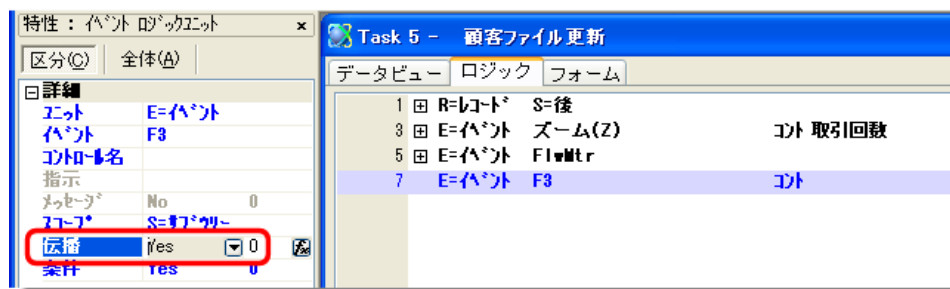 特性 : ｲﾍﾞﾝﾄ ﾛｼﾞｯｸﾕﾆｯﾄ
×
区分(C)
全体(A)
詳細
ﾕﾆｯﾄ E=ｲﾍﾞﾝﾄ
ｲﾍﾞﾝﾄ F3
ｺﾝﾄﾛｰﾙ名
指示
ﾒｯｾｰｼﾞ No 0
ｽｺｰﾌﾟ S=ｻﾌﾞﾂﾘｰ
伝播 Yes 0
条件 Yes 0
Task 5 - 顧客ファイル更新
データビュー ロジック フォーム
1 R=ﾚｺｰﾄﾞ S=後
3 E=ｲﾍﾞﾝﾄ ズーム(Z) ｺﾝﾄ 取引回数
5 E=ｲﾍﾞﾝﾄ FlwMtr
7 E=ｲﾍﾞﾝﾄ F3 ｺﾝﾄ